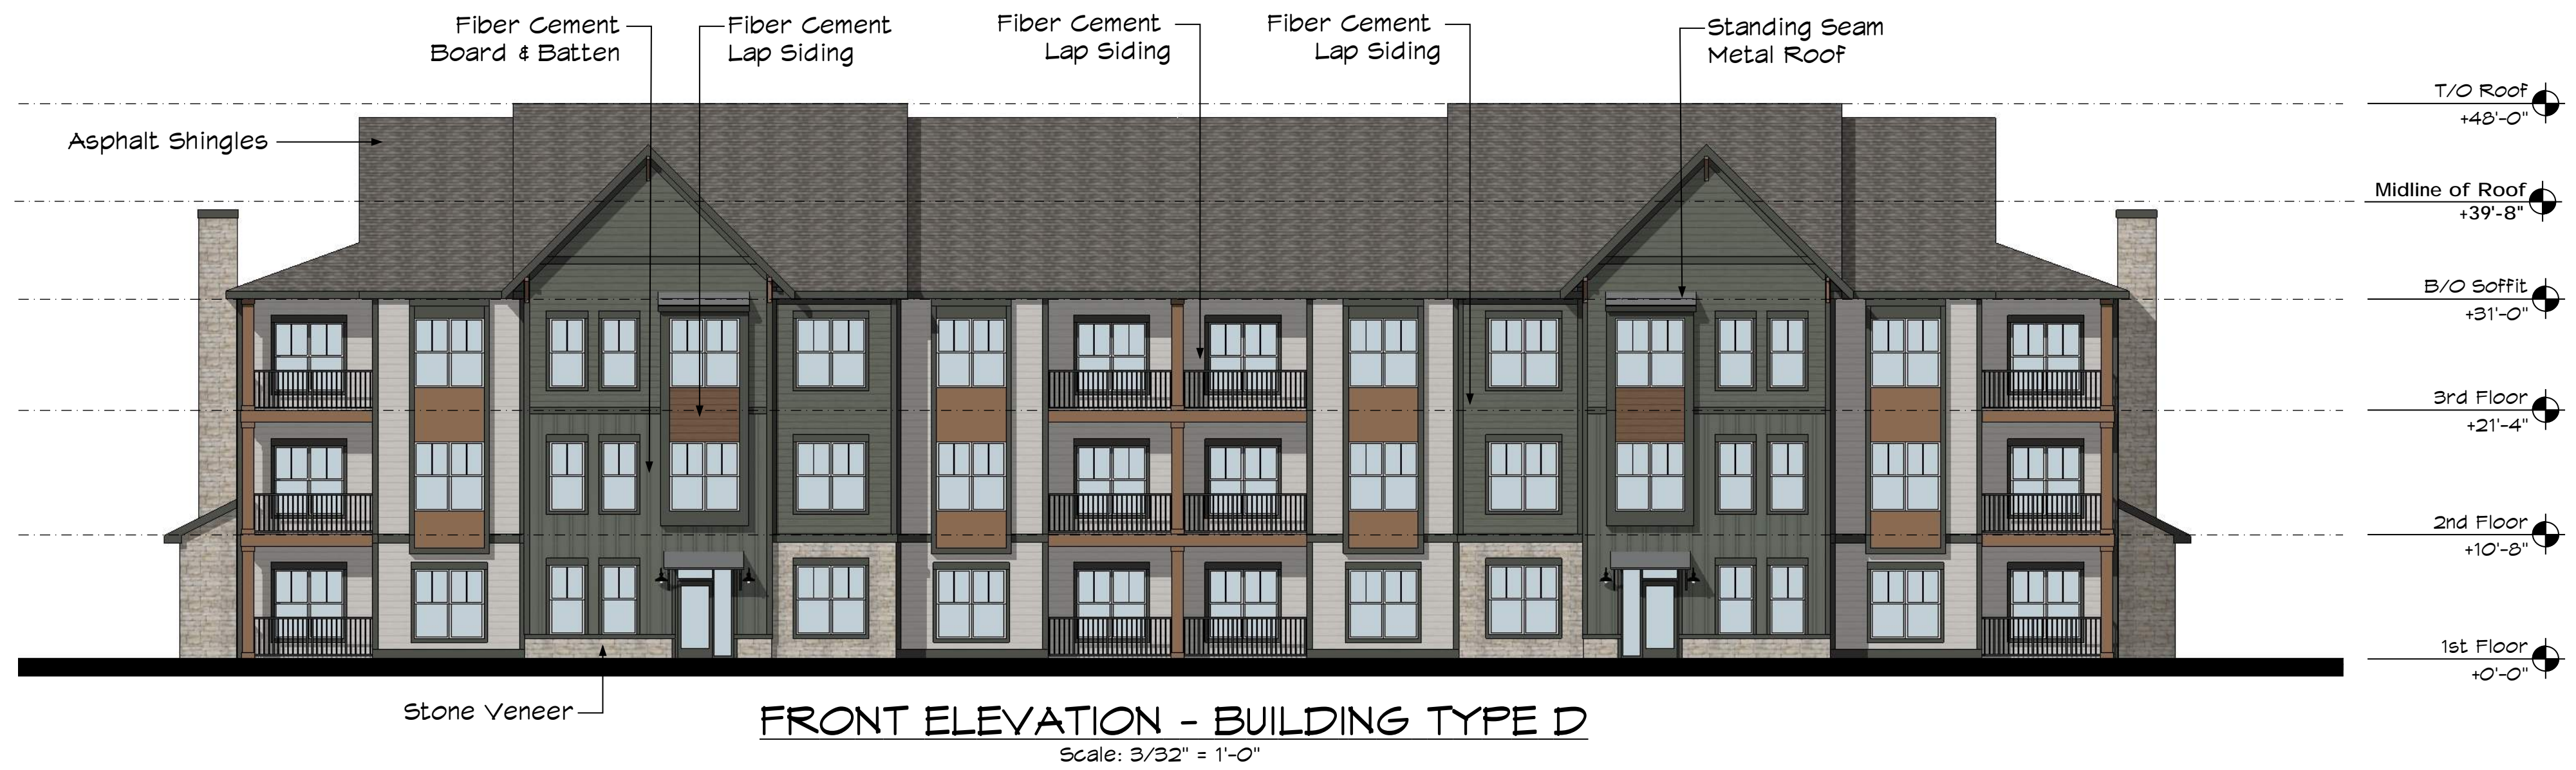 Fiber Cement
Board & Batten
Fiber Cement
Lap Siding
Fiber Cement
Lap Siding
Fiber Cement
Lap Siding
Standing Seam
Metal Roof
Asphalt Shingles
T/O Roof
+48'-0"
Midline of Roof
+39'-8"
B/O Soffit
+31'-0"
3rd Floor
+21'-4"
2nd Floor
+10'-8"
1st Floor
+0'-0"
Stone Veneer
FRONT ELEVATION - BUILDING TYPE D
Scale: 3/32" = 1'-0"